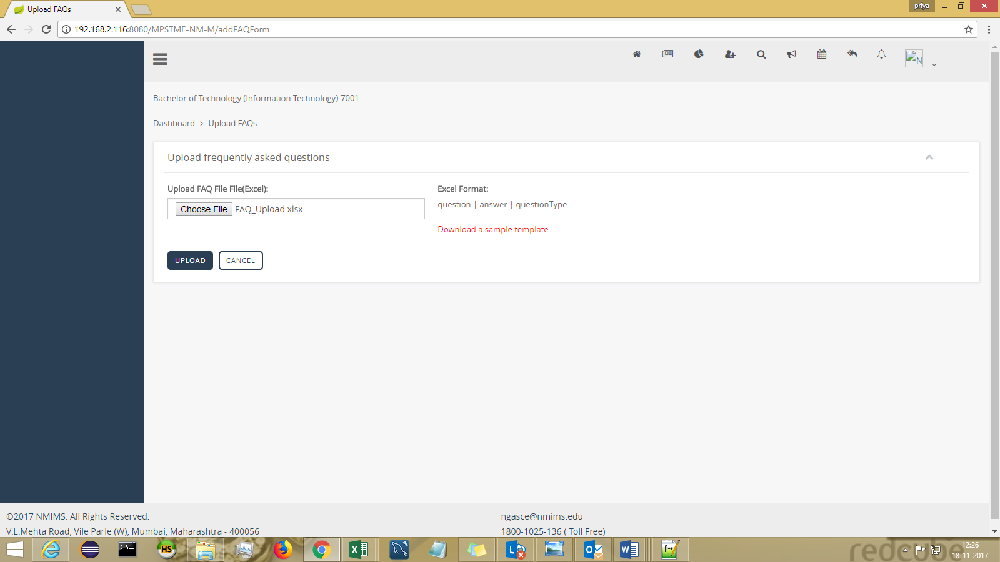 Upload FAQs
priya
192.168.2.116:8080/MPSTME-NM-M/addFAQForm
N
Bachelor of Technology (Information Technology)-7001
Dashboard > Upload FAQs
Upload frequently asked questions
Upload FAQ File File(Excel):
Choose File FAQ_Upload.xlsx
Excel Format:
question | answer | questionType
Download a sample template
UPLOAD CANCEL
©2017 NMIMS. All Rights Reserved.
V.L.Mehta Road, Vile Parle (W), Mumbai, Maharashtra - 400056
ngasce@nmims.edu
1800-1025-136 ( Toll Free)
HS
redcube
12:26
18-11-2017